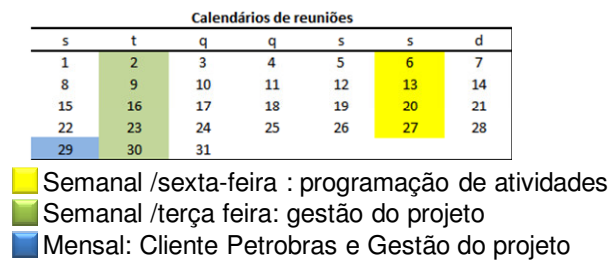 Calendários de reuniões
s t q q s s d
1 2 3 4 5 6 7
8 9 10 11 12 13 14
15 16 17 18 19 20 21
22 23 24 25 26 27 28
29 30 31
Semanal /sexta-feira : programação de atividades
Semanal /terça feira: gestão do projeto
Mensal: Cliente Petrobras e Gestão do projeto